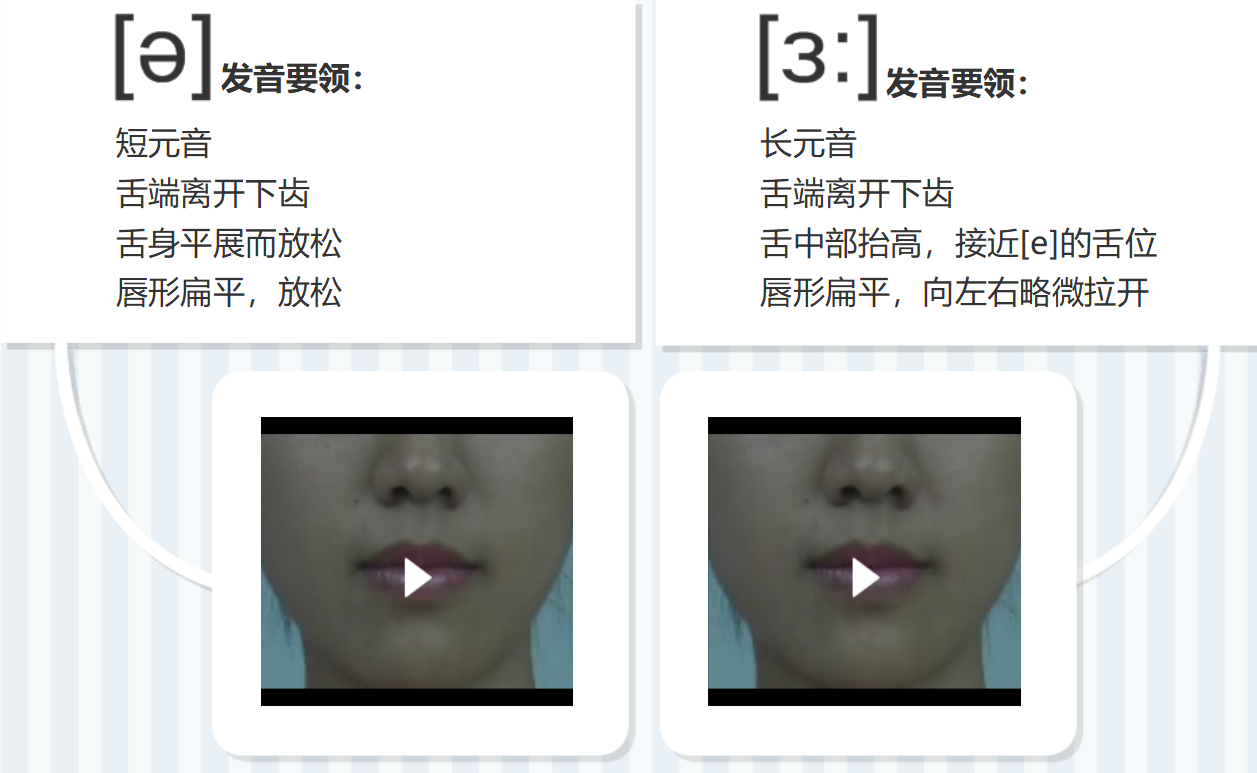 [ə] 发音要领：
短元音
舌端离开下齿
舌身平展而放松
唇形扁平，放松
[ɜː] 发音要领：
长元音
舌端离开下齿
舌中部抬高，接近[e]的舌位
唇形扁平，向左右略微拉开